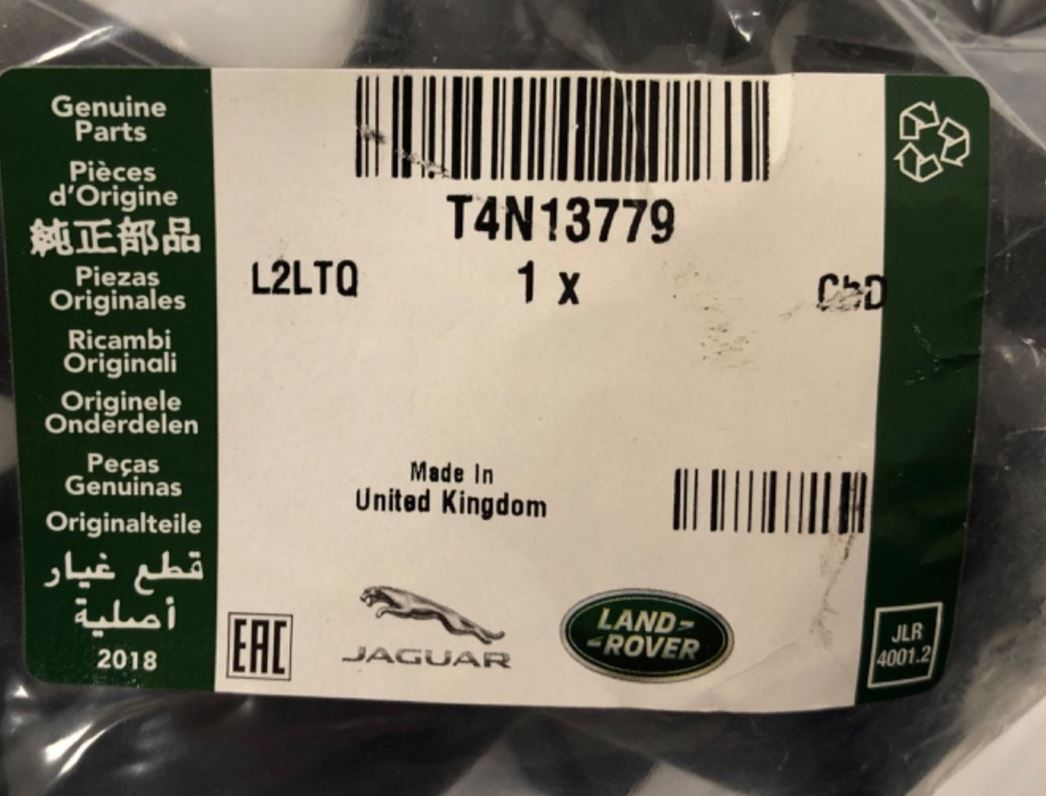 Genuine
Parts
Pièces
d'Origine
純正部品
Piezas
Originales
Ricambi
Originali
Originele
Onderdelen
Peças
Genuinas
Originalteile
قطع غيار
أصلية
2018
T4N13779
L2LTQ 1 x
Made In
United Kingdom
EAC
JAGUAR
LAND-
-ROVER
JLR
4001.2